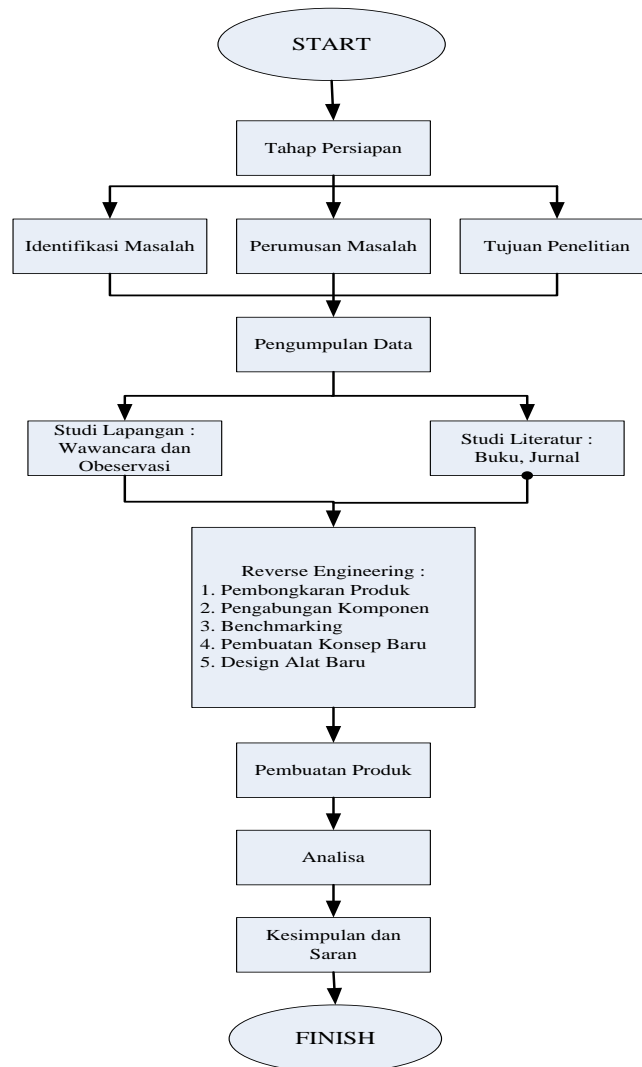 START
Tahap Persiapan
Identifikasi Masalah
Perumusan Masalah
Tujuan Penelitian
Pengumpulan Data
Studi Lapangan :
Wawancara dan
Obeservasi
Studi Literatur :
Buku, Jurnal
Reverse Engineering :
1. Pembongkaran Produk
2. Pengabungan Komponen
3. Benchmarking
4. Pembuatan Konsep Baru
5. Design Alat Baru
Pembuatan Produk
Analisa
Kesimpulan dan
Saran
FINISH